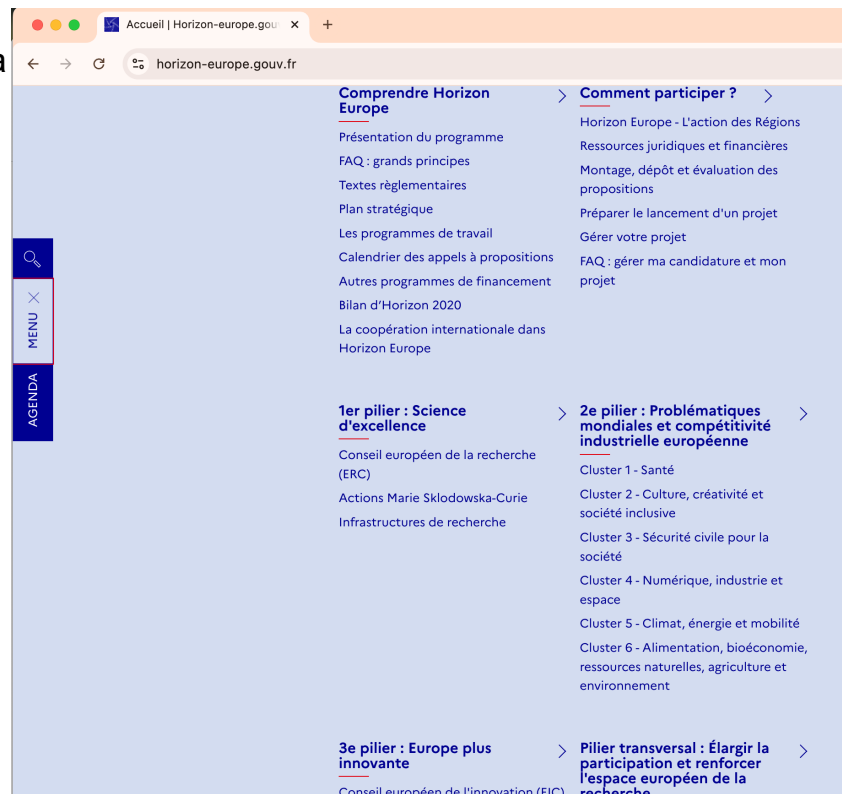 Accueil | Horizon-europe.gou
a
horizon-europe.gouv.fr
MENU
AGENDA
Comprendre Horizon
Europe
Présentation du programme
FAQ : grands principes
Textes règlementaires
Plan stratégique
Les programmes de travail
Calendrier des appels à propositions
Autres programmes de financement
Bilan d’Horizon 2020
La coopération internationale dans
Horizon Europe
Comment participer ?
Horizon Europe - L'action des Régions
Ressources juridiques et financières
Montage, dépôt et évaluation des
propositions
Préparer le lancement d'un projet
Gérer votre projet
FAQ : gérer ma candidature et mon
projet
1er pilier : Science
d'excellence
Conseil européen de la recherche
(ERC)
Actions Marie Sklodowska-Curie
Infrastructures de recherche
2e pilier : Problématiques
mondiales et compétitivité
industrielle européenne
Cluster 1 - Santé
Cluster 2 - Culture, créativité et
société inclusive
Cluster 3 - Sécurité civile pour la
société
Cluster 4 - Numérique, industrie et
espace
Cluster 5 - Climat, énergie et mobilité
Cluster 6 - Alimentation, bioéconomie,
ressources naturelles, agriculture et
environnement
3e pilier : Europe plus
innovante
Conseil européen de l'innovation (EIC)
Pilier transversal : Élargir la
participation et renforcer
l'espace européen de la
recherche